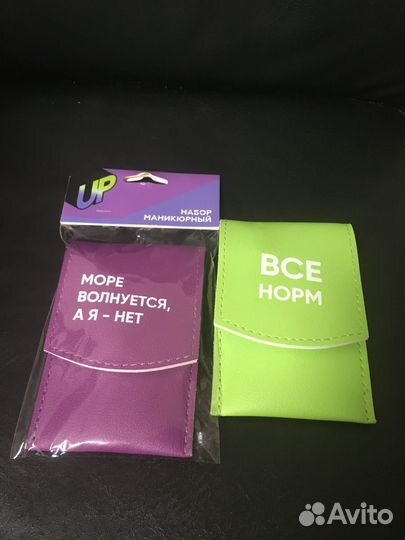 UP
НАБОР
МАНИКЮРНЫЙ
МОРЕ
ВОЛНУЕТСЯ,
А Я - НЕТ
ВСЕ
НОРМ
Avito